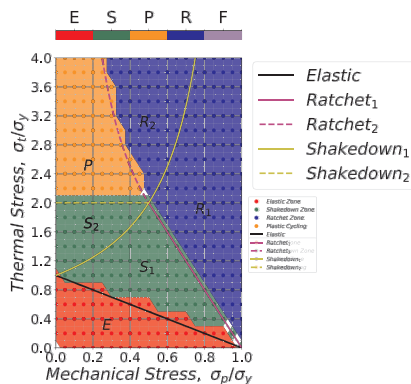 E S P R F
4.0
3.6
3.2
2.8
2.4
2.0
1.6
1.2
0.8
0.4
0.0
Thermal Stress, σt/σy
R2
P
R1
S2
S1
E
0.0 0.2 0.4 0.6 0.8 1.0
Mechanical Stress, σp/σy
Elastic
Ratchet1
Ratchet2
Shakedown1
Shakedown2
Elastic Zone
Shakedown Zone
Ratchet Zone
Plastic Cycling
Elastic
Ratchet
Shakedown
Shakedown